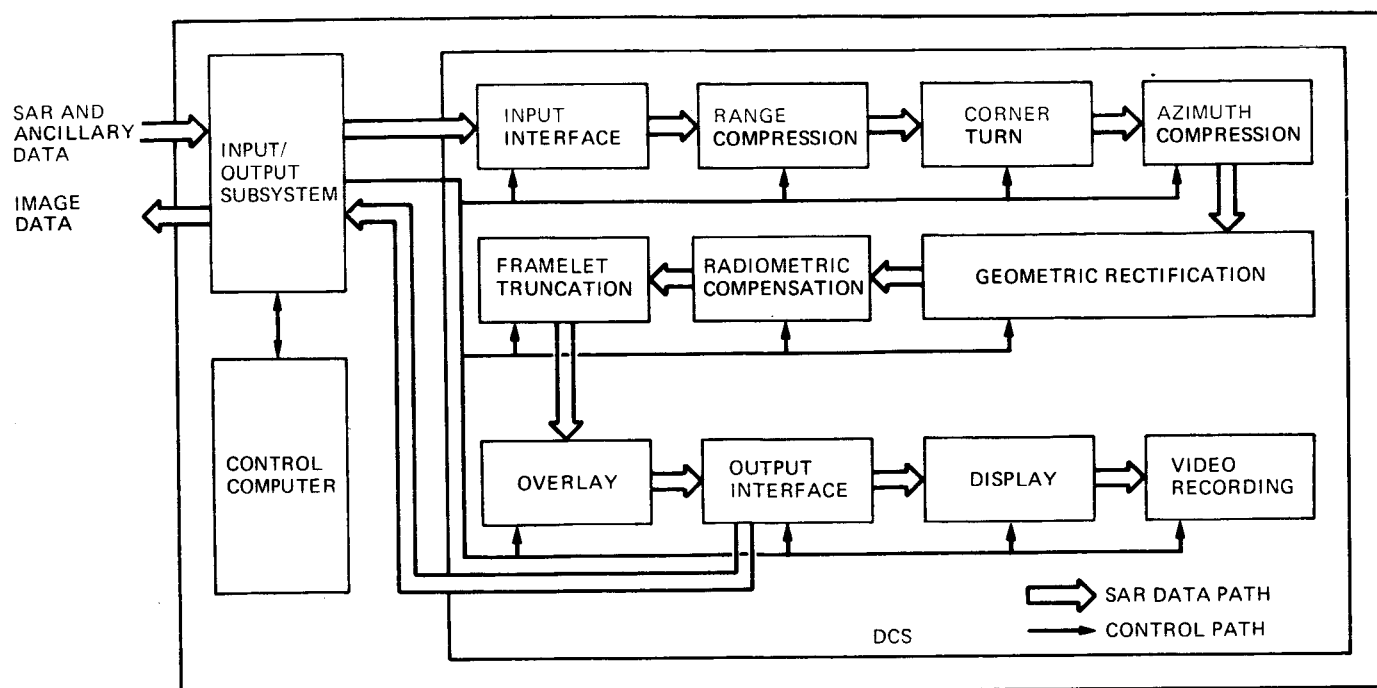 SAR AND
ANCILLARY
DATA
IMAGE
DATA
INPUT/
OUTPUT
SUBSYSTEM
CONTROL
COMPUTER
INPUT
INTERFACE
RANGE
COMPRESSION
CORNER
TURN
AZIMUTH
COMPRESSION
FRAMELET
TRUNCATION
RADIOMETRIC
COMPENSATION
GEOMETRIC RECTIFICATION
OVERLAY
OUTPUT
INTERFACE
DISPLAY
VIDEO
RECORDING
SAR DATA PATH
CONTROL PATH
DCS